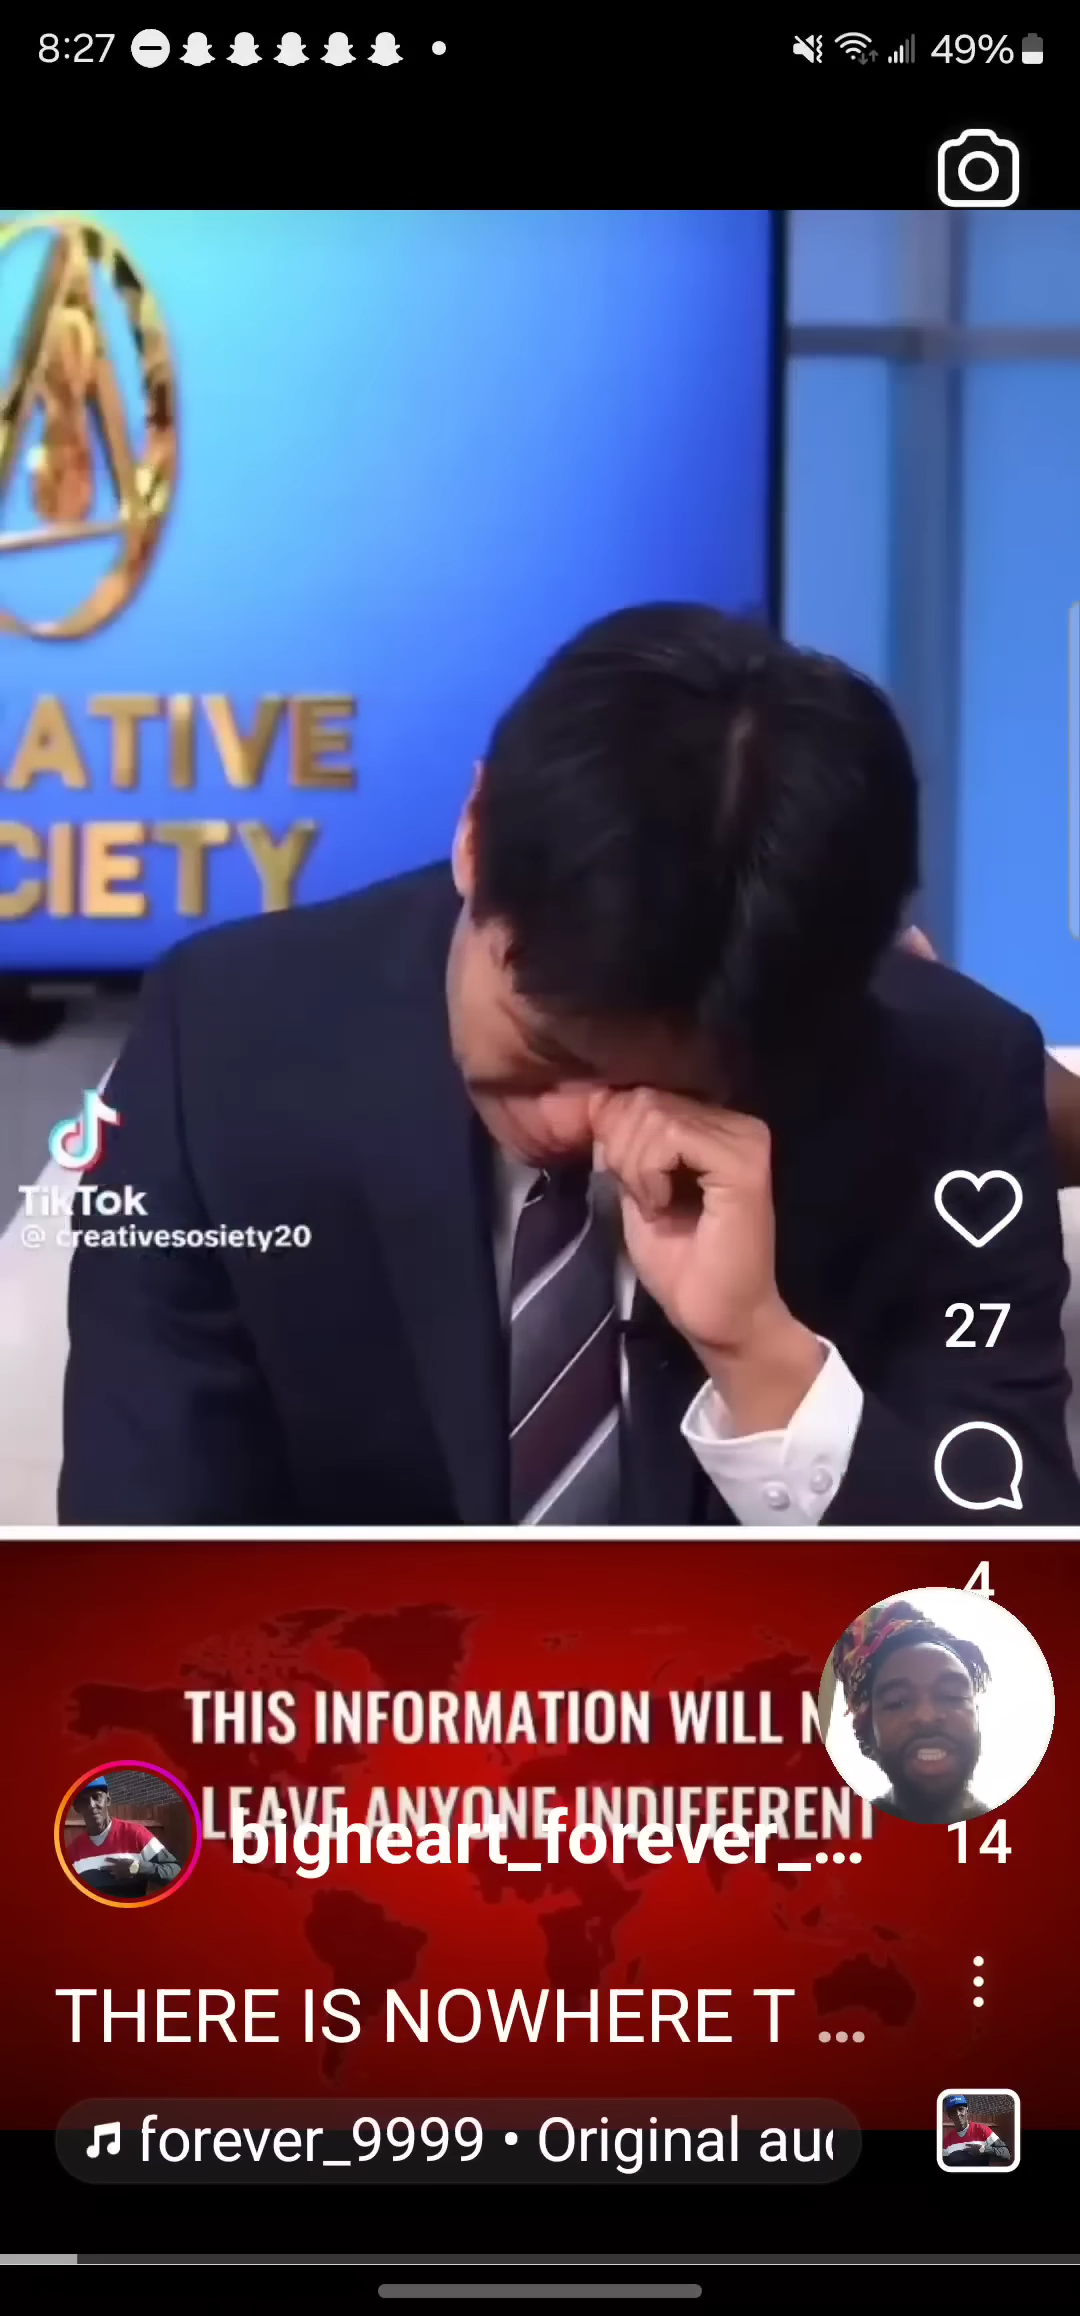 8:27
49%
ATIVE
CIETY
TikTok
@ creativesosiety20
27
4
THIS INFORMATION WILL N
LEAVE ANYONE INDIFFERENT
bigheart_forever_...
14
THERE IS NOWHERE T ...
forever_9999 • Original au